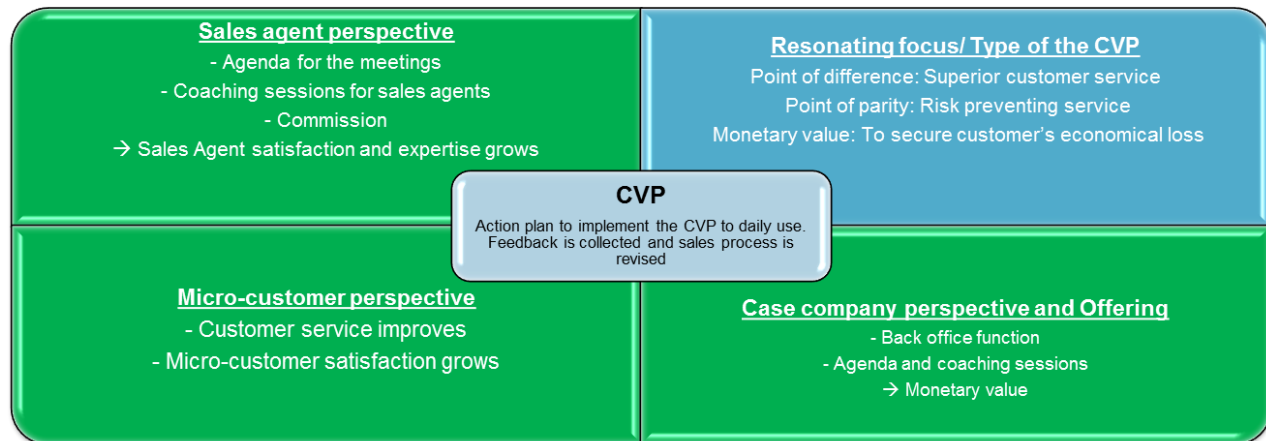 Sales agent perspective
- Agenda for the meetings
- Coaching sessions for sales agents
- Commission
→ Sales Agent satisfaction and expertise grows
Resonating focus/ Type of the CVP
Point of difference: Superior customer service
Point of parity: Risk preventing service
Monetary value: To secure customer’s economical loss
CVP
Action plan to implement the CVP to daily use.
Feedback is collected and sales process is
revised
Micro-customer perspective
- Customer service improves
- Micro-customer satisfaction grows
Case company perspective and Offering
- Back office function
- Agenda and coaching sessions
→ Monetary value